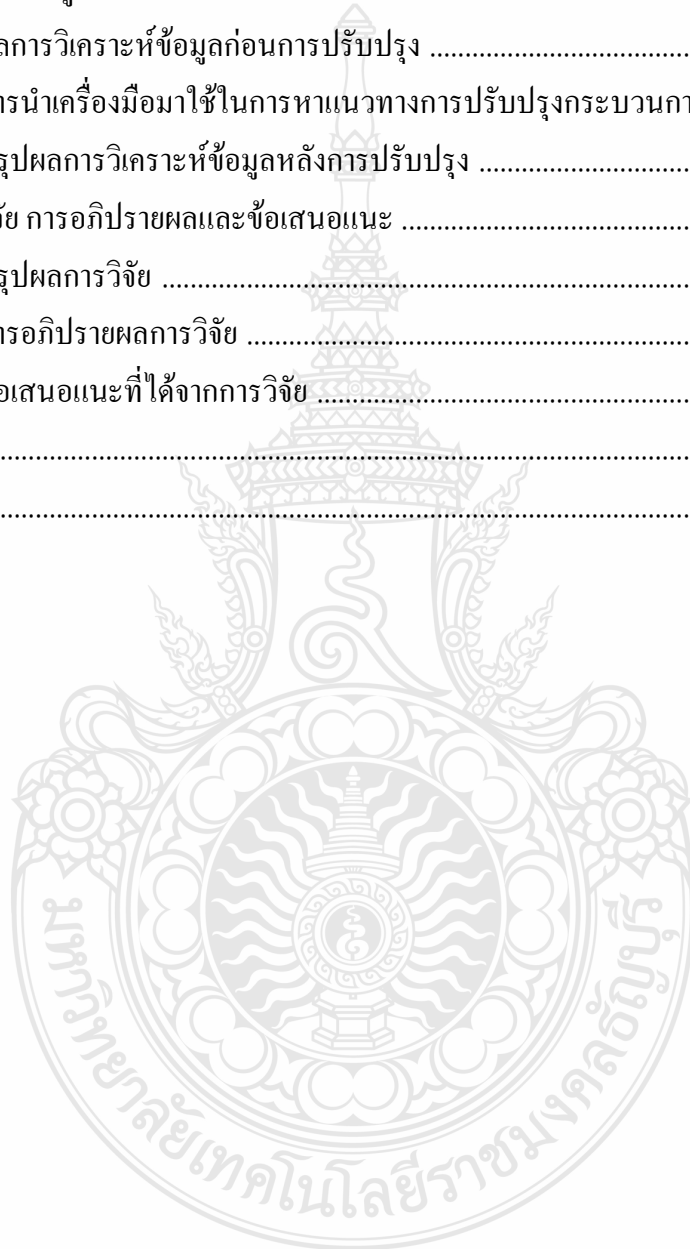 ลการวิเคราะห์ข้อมูลก่อนการปรับปรุง ........................................
ารนำเครื่องมือมาใช้ในการหาแนวทางการปรับปรุงกระบวนกา
รุปผลการวิเคราะห์ข้อมูลหลังการปรับปรุง ................................
จัย การอภิปรายผลและข้อเสนอแนะ ............................................
รุปผลการวิจัย ................................................................................
ารอภิปรายผลการวิจัย ..................................................................
อเสนอแนะที่ได้จากการวิจัย ........................................................
................................................................................................
................................................................................................
มหาวิทยาลัยเทคโนโลยีราชมงคลธัญบุรี